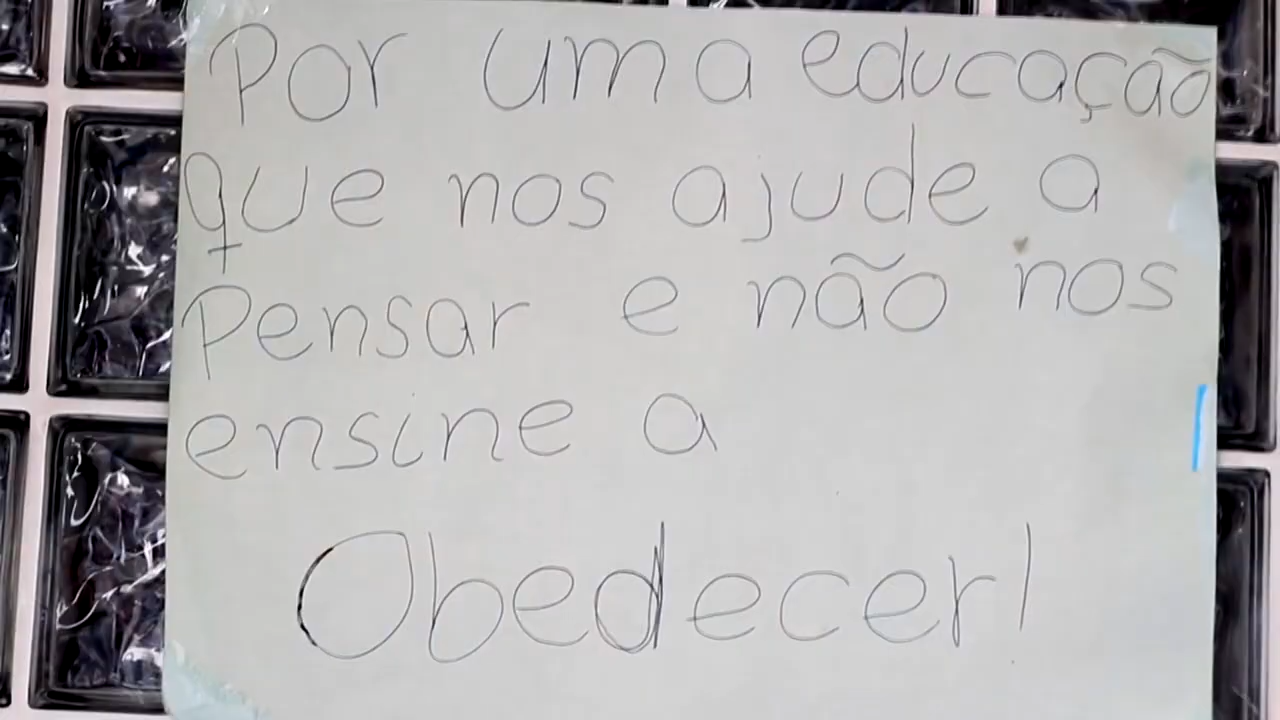 Por uma educação
que nos ajude a
Pensar e não nos
ensine a
Obedecer!